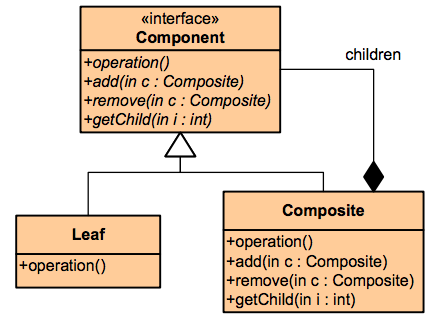 «interface»
Component
+operation()
+add(in c : Composite)
+remove(in c : Composite)
+getChild(in i : int)
children
Leaf
+operation()
Composite
+operation()
+add(in c : Composite)
+remove(in c : Composite)
+getChild(in i : int)